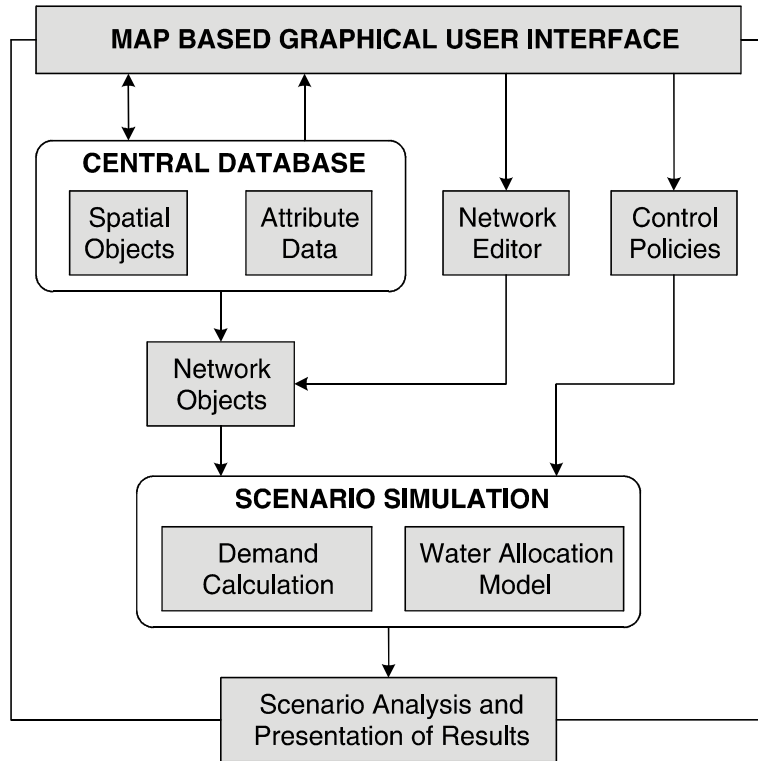 MAP BASED GRAPHICAL USER INTERFACE
CENTRAL DATABASE
Spatial
Objects
Attribute
Data
Network
Editor
Control
Policies
Network
Objects
SCENARIO SIMULATION
Demand
Calculation
Water Allocation
Model
Scenario Analysis and
Presentation of Results